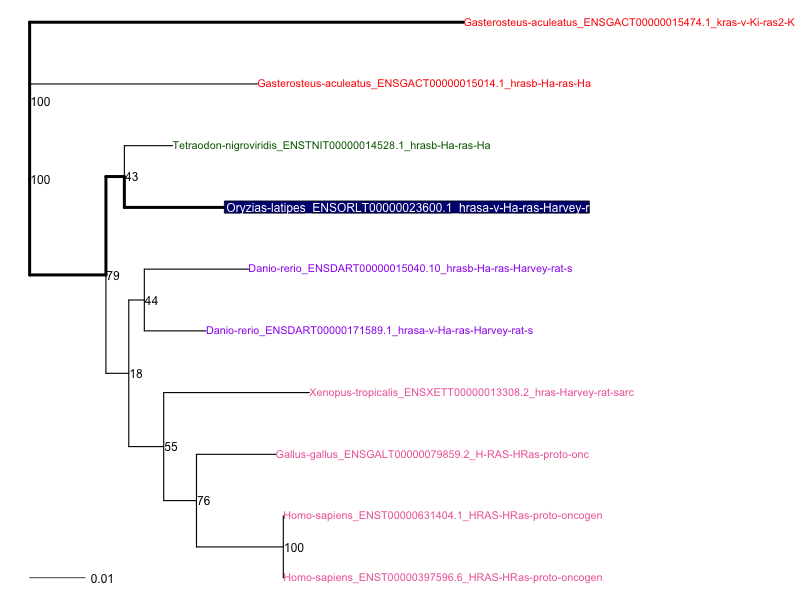 Gasterosteus-aculeatus_ENSGACT00000015474.1_kras-v-Ki-ras2-K
Gasterosteus-aculeatus_ENSGACT00000015014.1_hrasb-Ha-ras-Ha
100
Tetraodon-nigroviridis_ENSTNIT00000014528.1_hrasb-Ha-ras-Ha
43
100
Oryzias-latipes_ENSORLT00000023600.1_hrasa-v-Ha-ras-Harvey-r
Danio-rerio_ENSDART00000015040.10_hrasb-Ha-ras-Harvey-rat-s
79
44
Danio-rerio_ENSDART00000171589.1_hrasa-v-Ha-ras-Harvey-rat-s
18
Xenopus-tropicalis_ENSXETT00000013308.2_hras-Harvey-rat-sarc
55
Gallus-gallus_ENSGALT00000079859.2_H-RAS-HRas-proto-onc
76
Homo-sapiens_ENST00000631404.1_HRAS-HRas-proto-oncogen
100
Homo-sapiens_ENST00000397596.6_HRAS-HRas-proto-oncogen
0.01